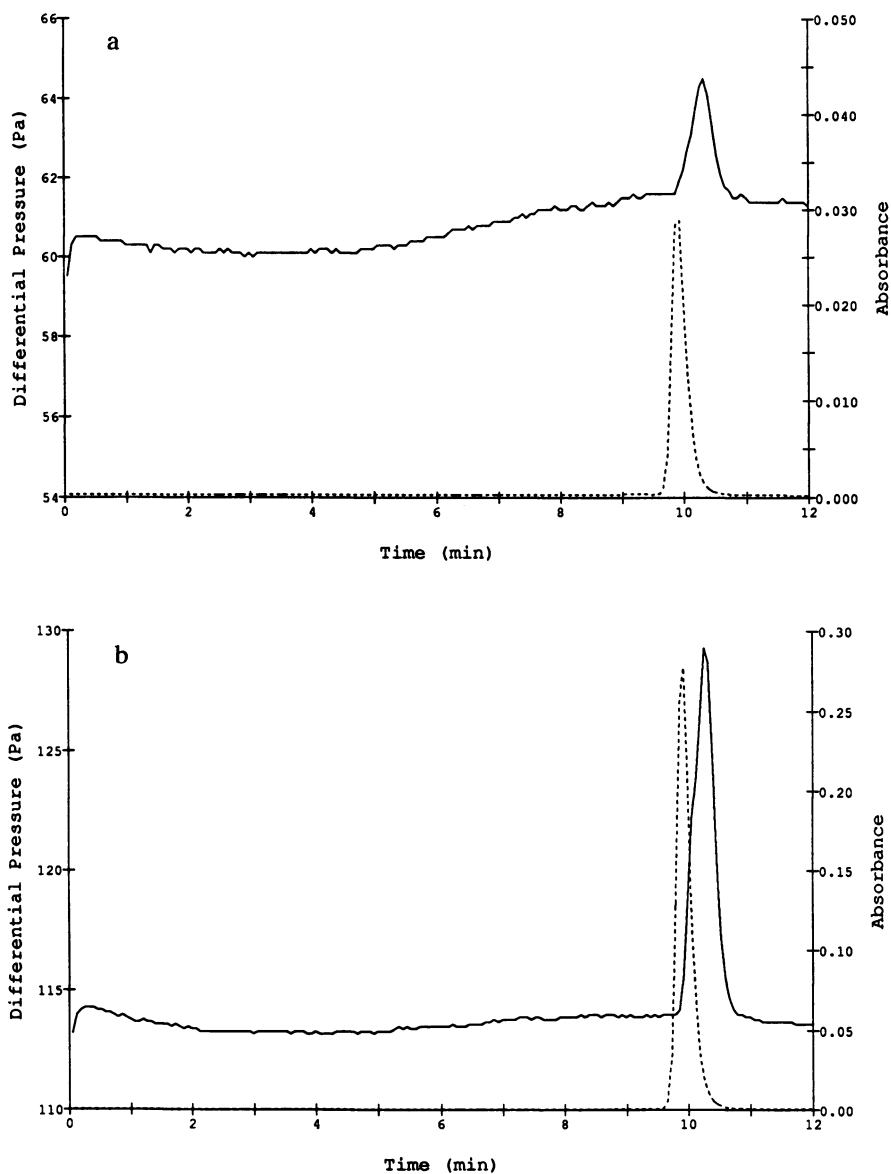 a
66
64
62
60
58
56
54
Differential Pressure (Pa)
0.050
0.040
0.030
0.020
0.010
0.000
Absorbance
0 2 4 6 8 10 12
Time (min)
b
130
125
120
115
110
Differential Pressure (Pa)
0.30
0.25
0.20
0.15
0.10
0.05
0.00
Absorbance
0 2 4 6 8 10 12
Time (min)